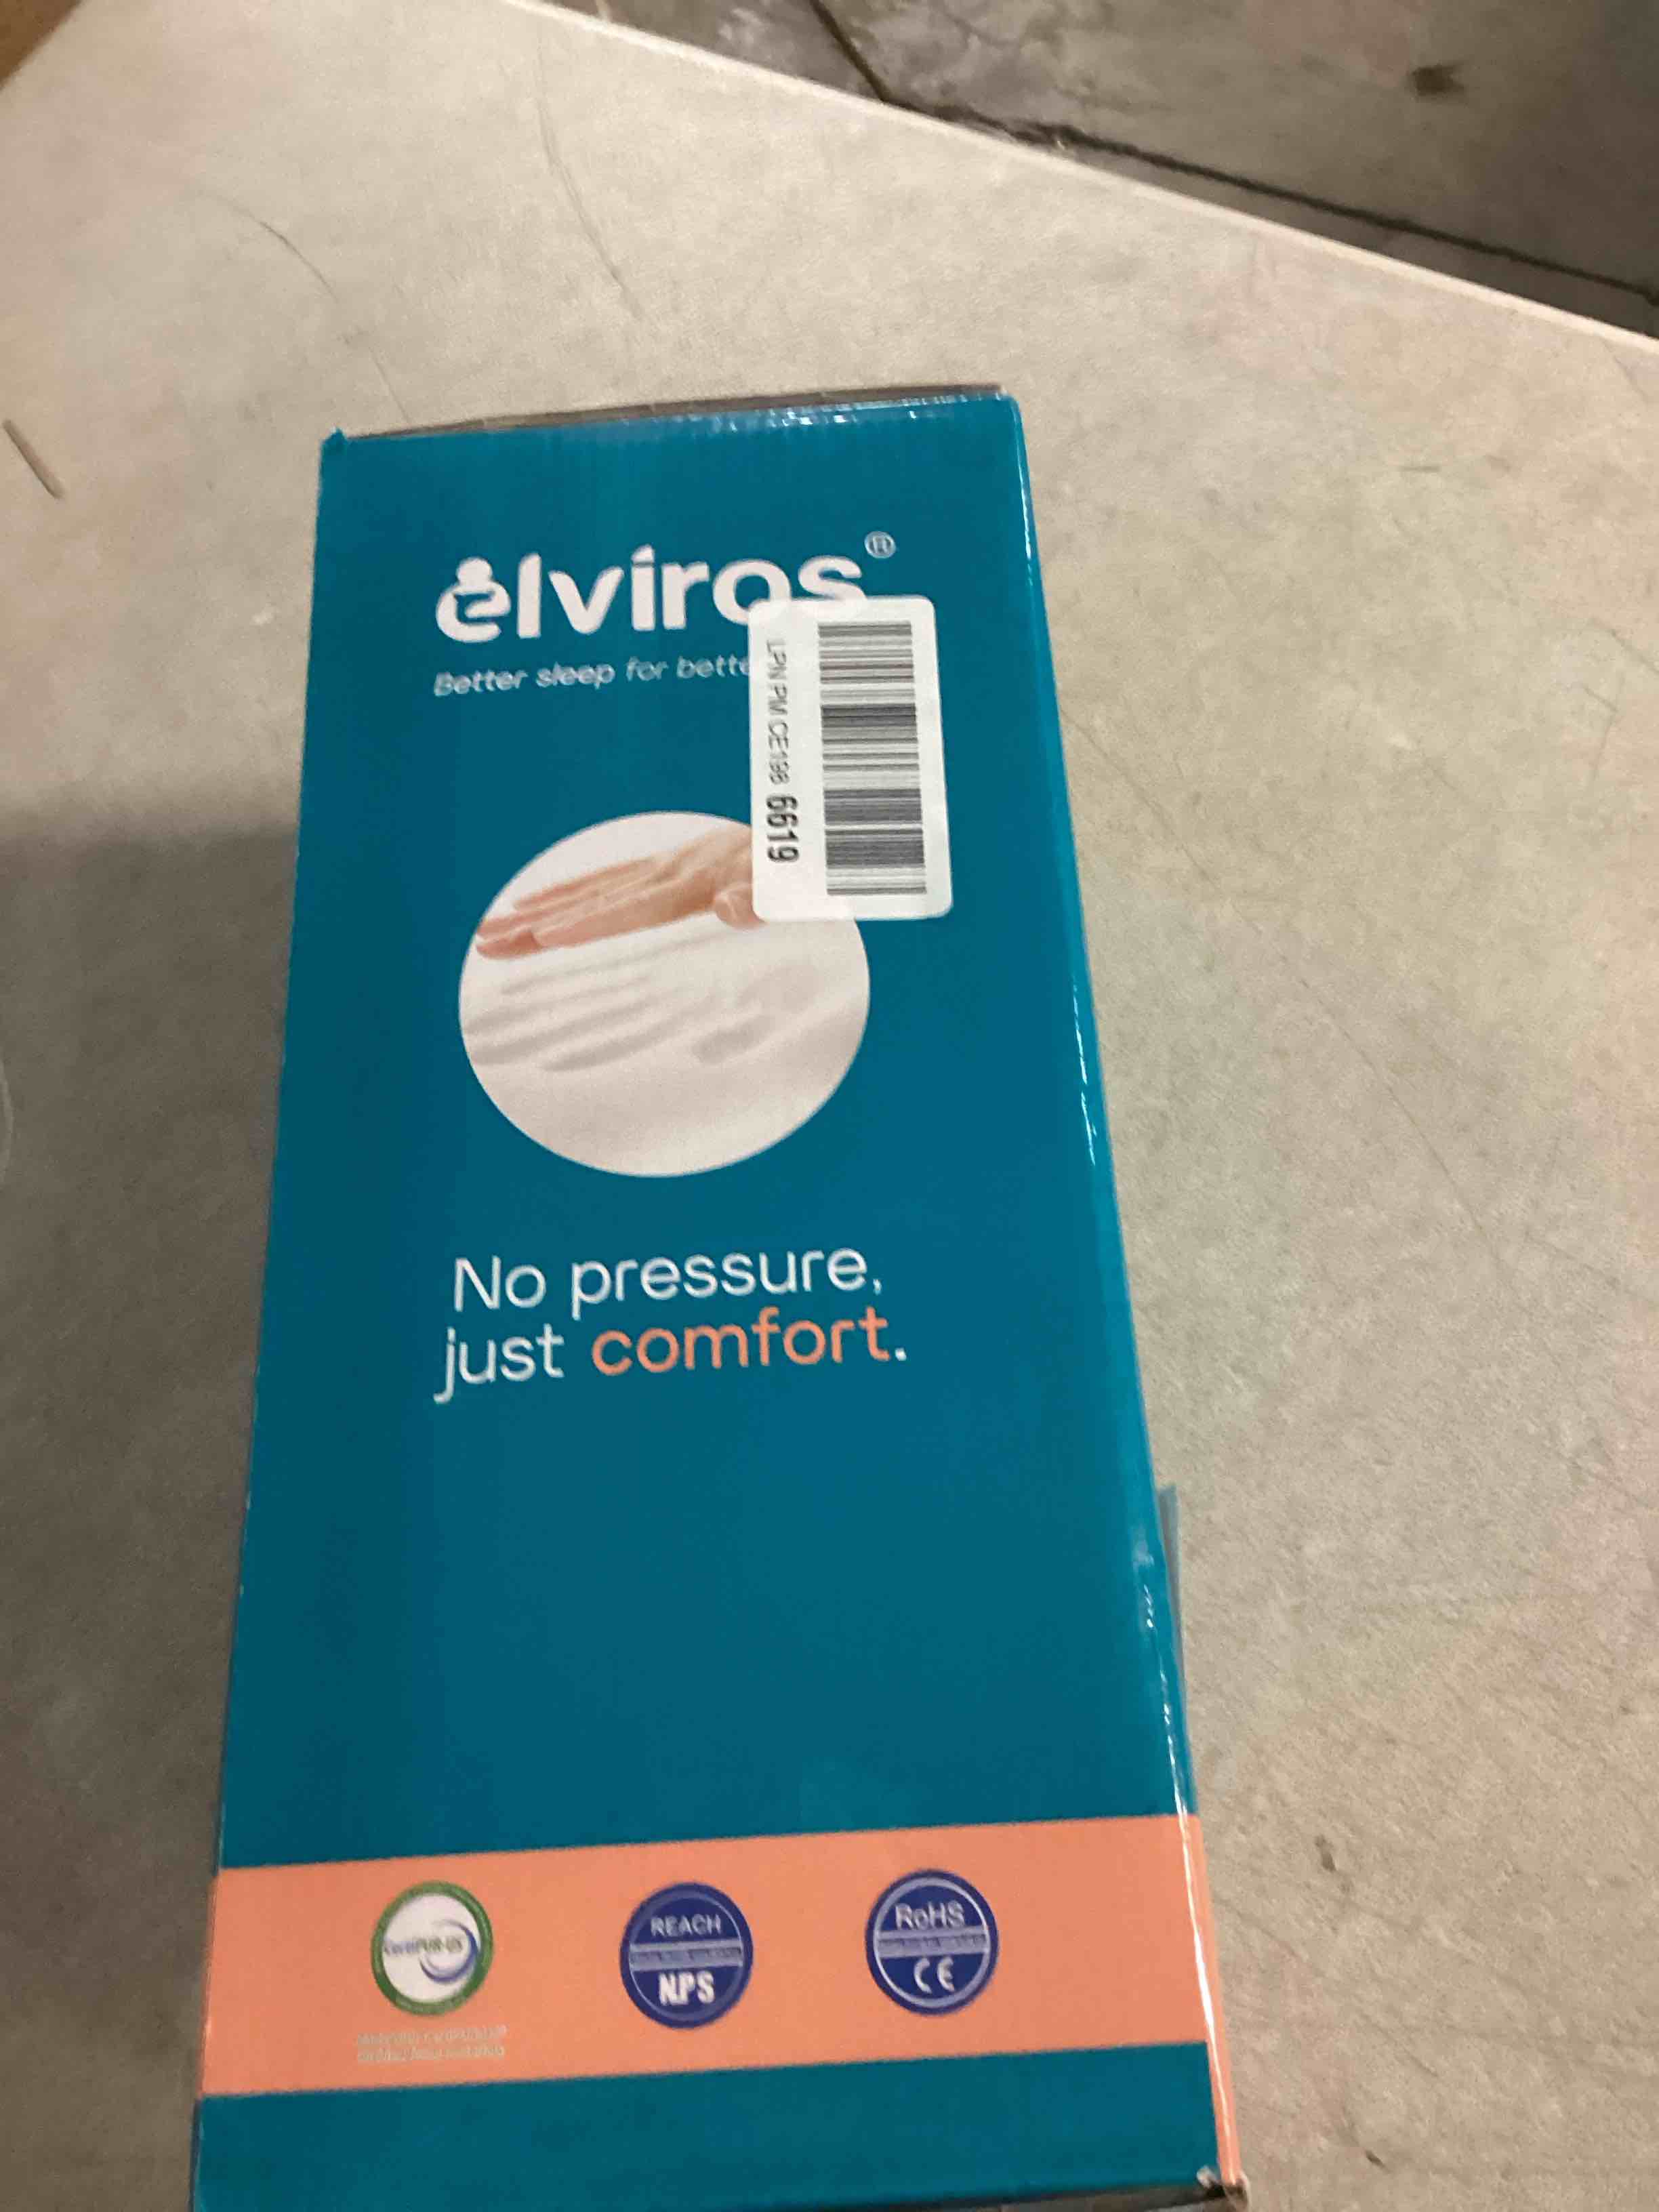 elviros®
Better sleep for bette
LPN PM CE198 6619
No pressure,
just comfort.
CertiPUR-US
REACH
NPS
RoHS
CE